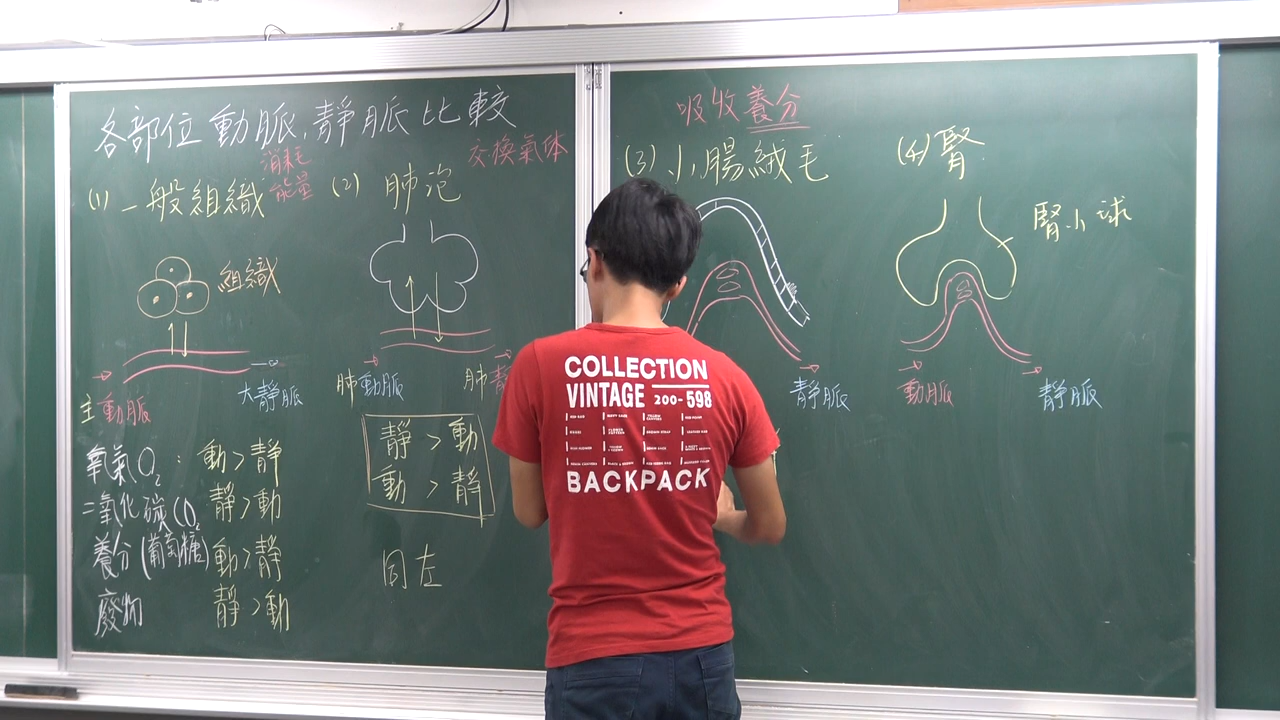 各部位動脈,靜脈比較
(1) 一般組織
消耗
能量
組織
主動脈
大靜脈
氧氣O₂: 動>靜
二氧化碳CO₂ 靜>動
養分(葡萄糖) 動>靜
廢物 靜>動
(2) 肺泡
交換氣体
肺動脈
肺靜
靜>動
動>靜
同左
吸收養分
(3) 小腸絨毛
靜脈
(4) 腎
腎小球
動脈
靜脈
COLLECTION
VINTAGE 200-598
BACKPACK